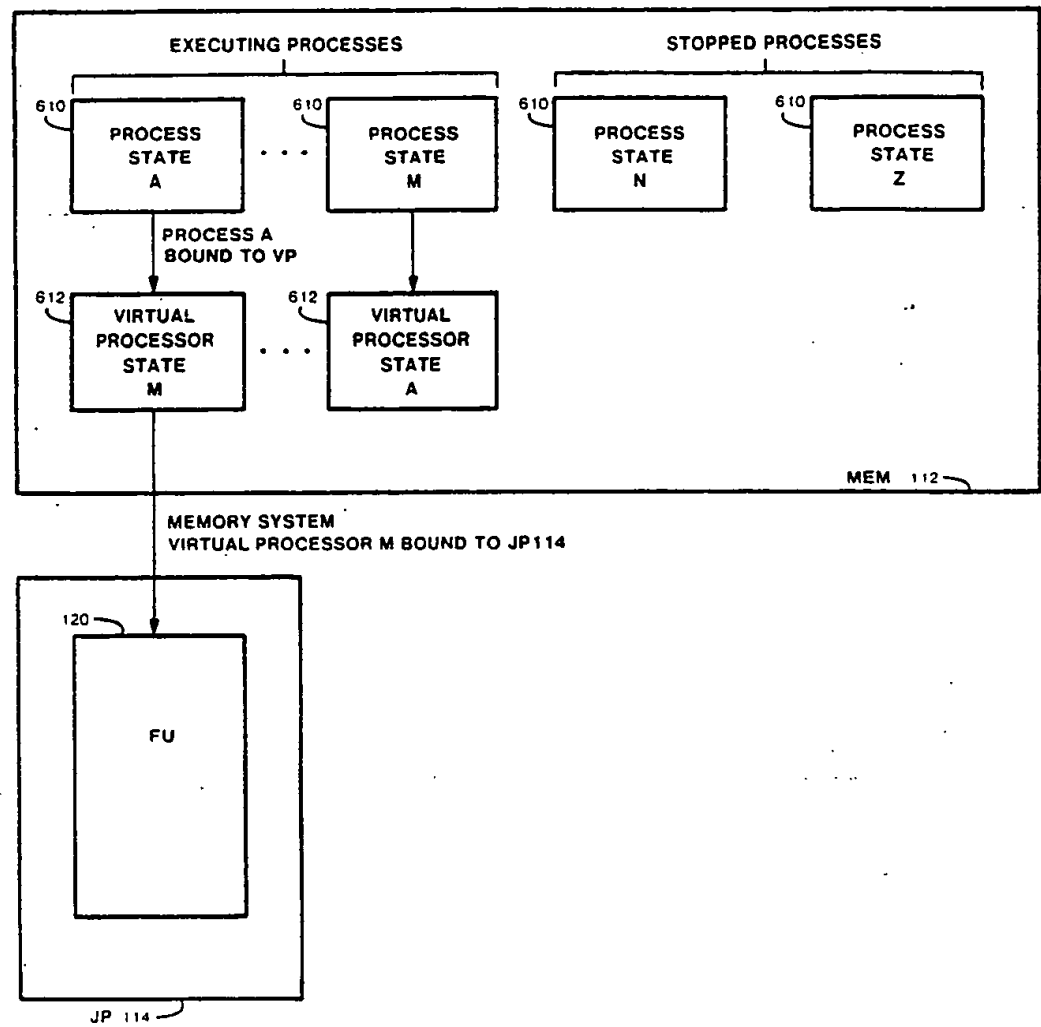 EXECUTING PROCESSES
STOPPED PROCESSES
610
PROCESS
STATE
A
610
PROCESS
STATE
M
610
PROCESS
STATE
N
610
PROCESS
STATE
Z
PROCESS A
BOUND TO VP
612
VIRTUAL
PROCESSOR
STATE
M
612
VIRTUAL
PROCESSOR
STATE
A
MEM 112
MEMORY SYSTEM
VIRTUAL PROCESSOR M BOUND TO JP114
120
FU
JP 114